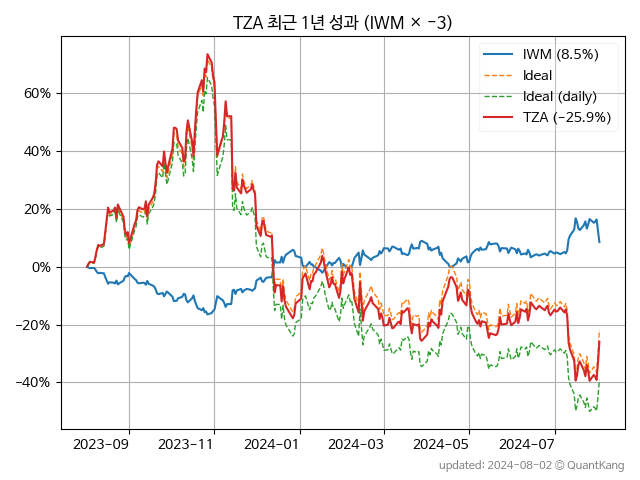 TZA 최근 1년 성과 (IWM × -3)
IWM (8.5%)
Ideal
Ideal (daily)
TZA (-25.9%)
60%
40%
20%
0%
−20%
−40%
2023-09
2023-11
2024-01
2024-03
2024-05
2024-07
updated: 2024-08-02 © QuantKang